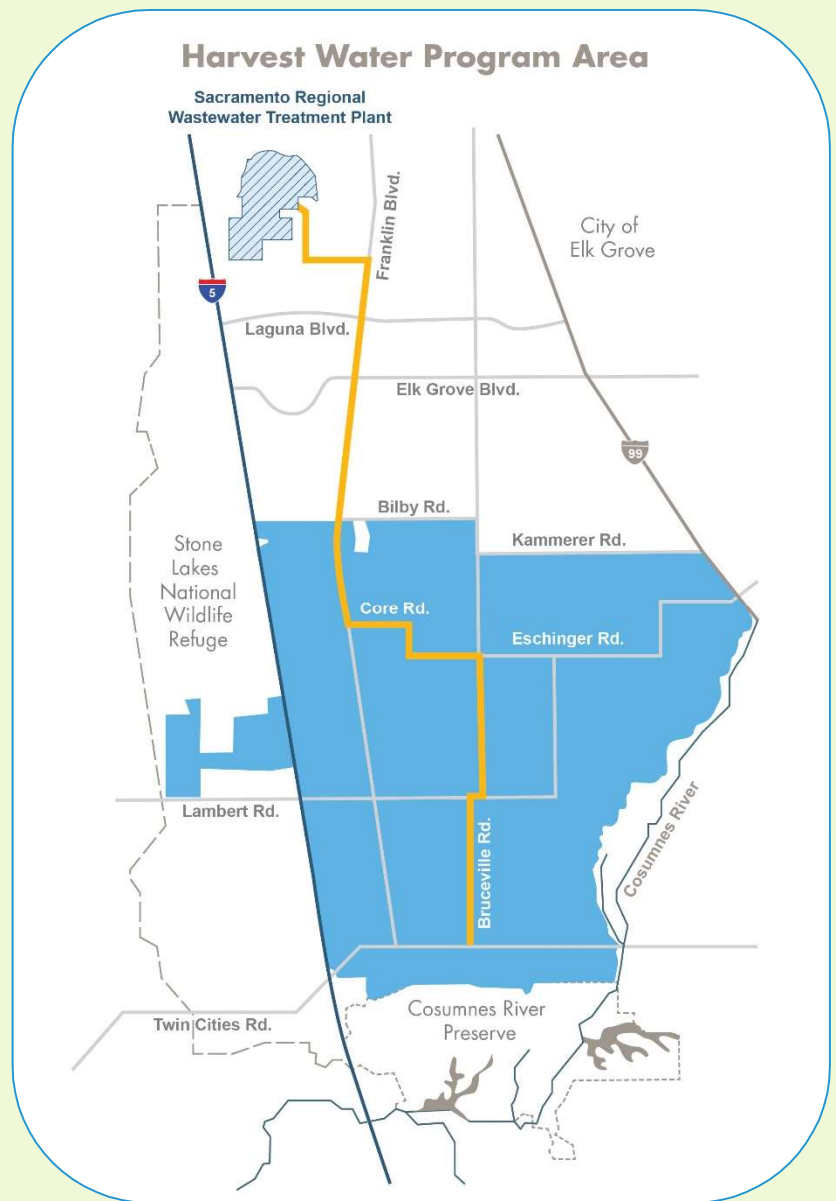 Harvest Water Program Area
Sacramento Regional
Wastewater Treatment Plant
Franklin Blvd.
City of
Elk Grove
5
Laguna Blvd.
Elk Grove Blvd.
99
Bilby Rd.
Kammerer Rd.
Stone
Lakes
National
Wildlife
Refuge
Core Rd.
Eschinger Rd.
Lambert Rd.
Bruceville Rd.
Cosumnes River
Cosumnes River
Preserve
Twin Cities Rd.